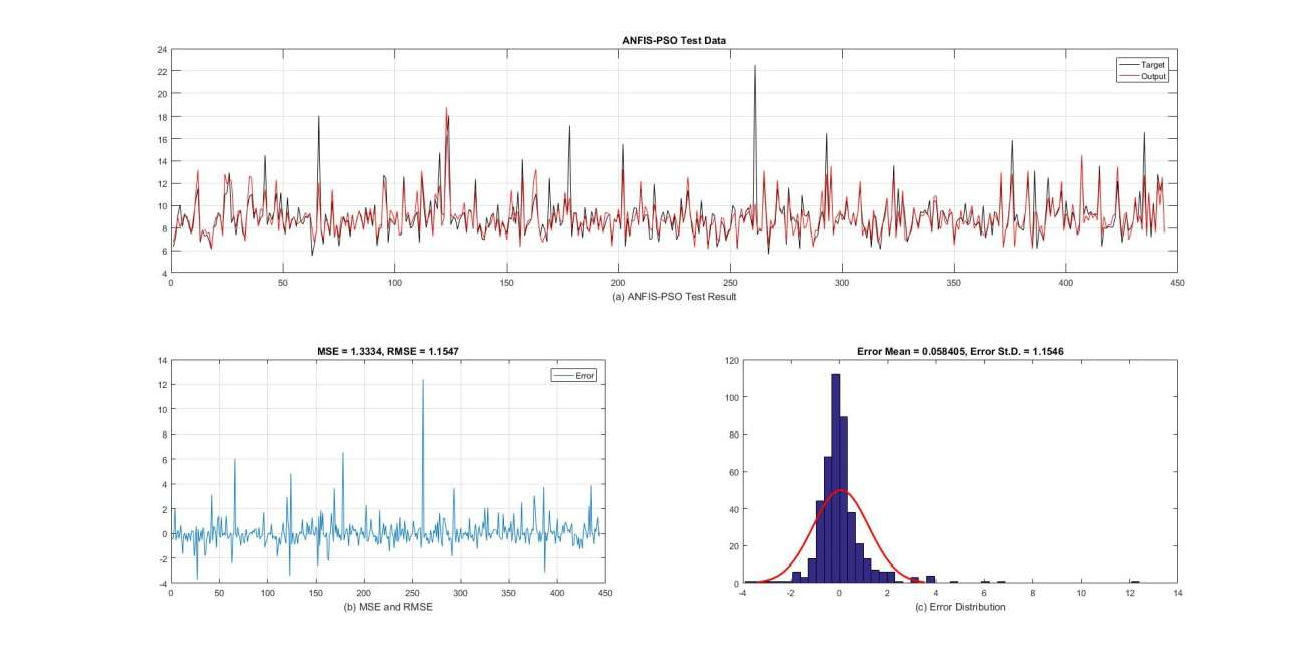 ANFIS-PSO Test Data
24
22
20
18
16
14
12
10
8
6
4
Target
Output
0 50 100 150 200 250 300 350 400 450
(a) ANFIS-PSO Test Result
MSE = 1.3334, RMSE = 1.1547
14
12
10
8
6
4
2
0
-2
-4
Error
0 50 100 150 200 250 300 350 400 450
(b) MSE and RMSE
Error Mean = 0.058405, Error St.D. = 1.1546
120
100
80
60
40
20
0
-4 -2 0 2 4 6 8 10 12 14
(c) Error Distribution